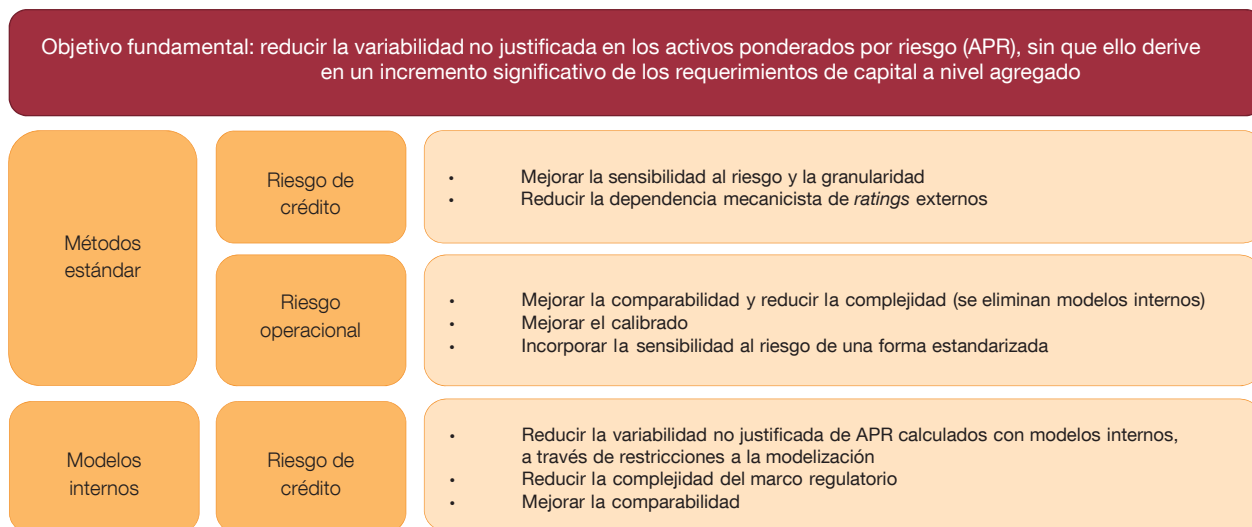 Objetivo fundamental: reducir la variabilidad no justificada en los activos ponderados por riesgo (APR), sin que ello derive
en un incremento significativo de los requerimientos de capital a nivel agregado
Métodos
estándar
Riesgo de
crédito
• Mejorar la sensibilidad al riesgo y la granularidad
• Reducir la dependencia mecanicista de ratings externos
Riesgo
operacional
• Mejorar la comparabilidad y reducir la complejidad (se eliminan modelos internos)
• Mejorar el calibrado
• Incorporar la sensibilidad al riesgo de una forma estandarizada
Modelos
internos
Riesgo de
crédito
• Reducir la variabilidad no justificada de APR calculados con modelos internos,
a través de restricciones a la modelización
• Reducir la complejidad del marco regulatorio
• Mejorar la comparabilidad